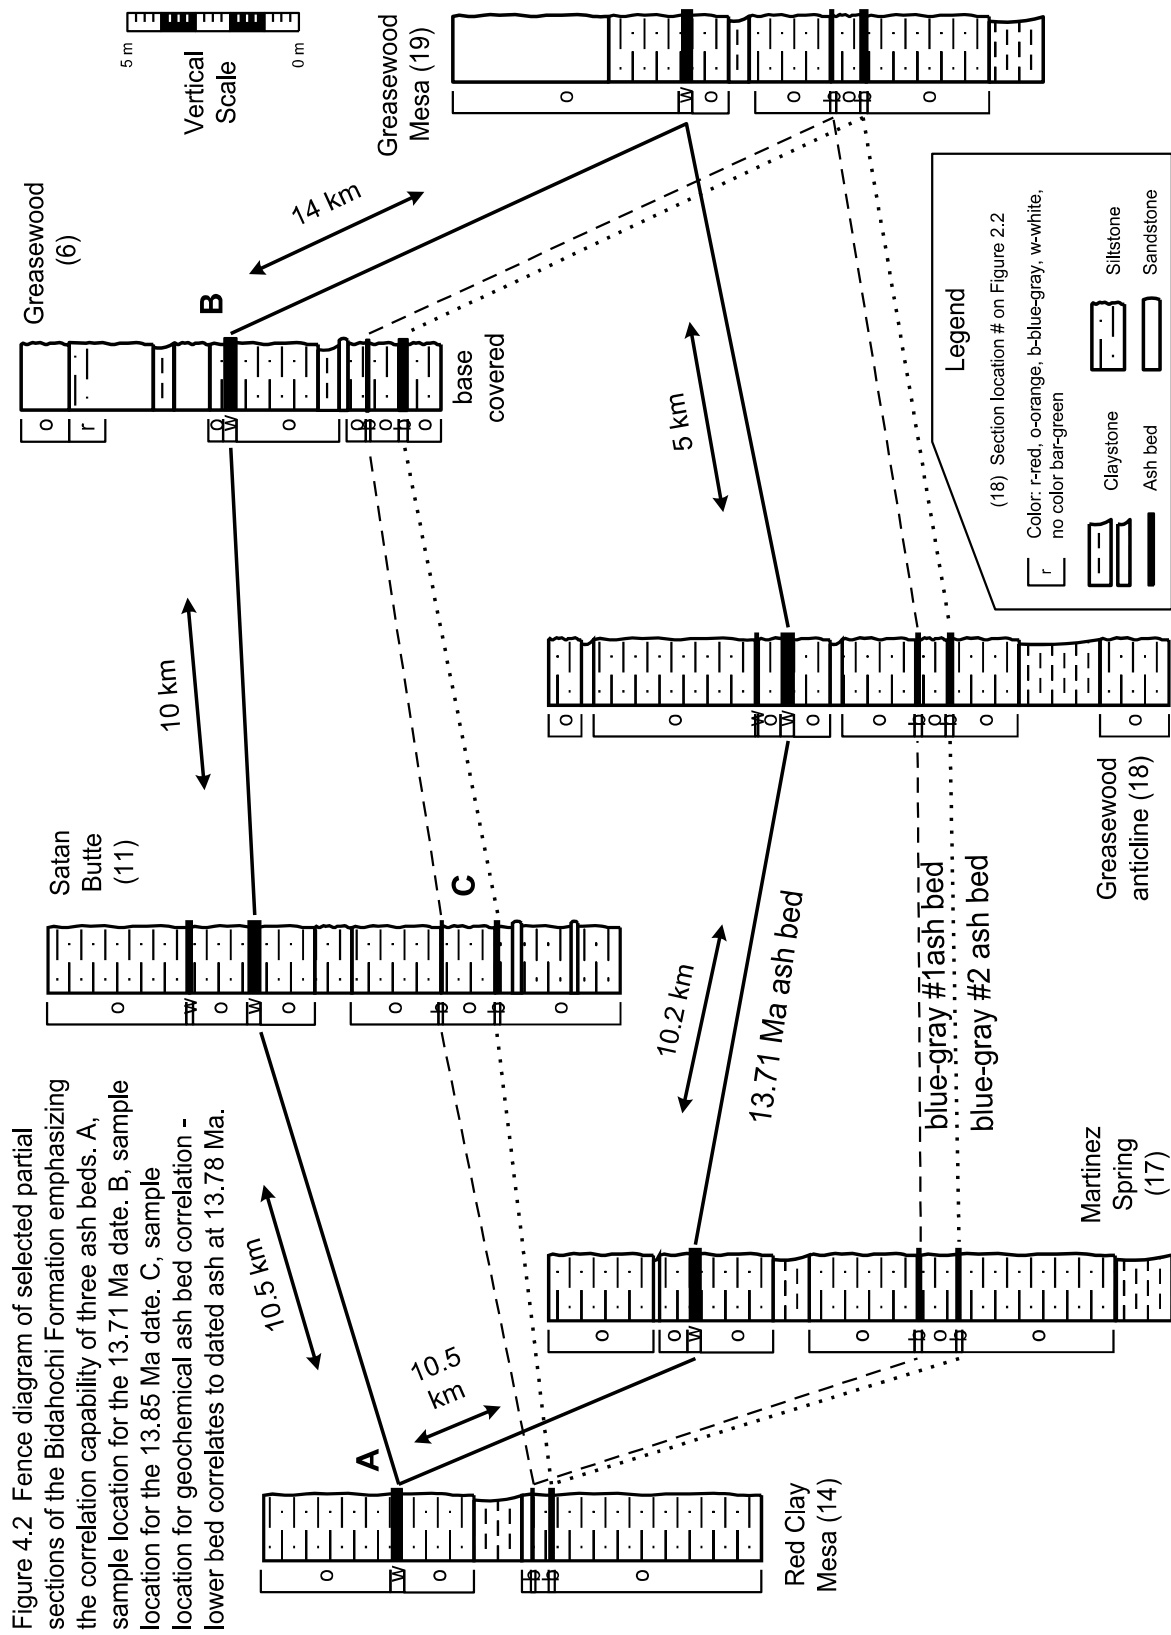 Figure 4.2 Fence diagram of selected partial
sections of the Bidahochi Formation emphasizing
the correlation capability of three ash beds. A,
sample location for the 13.71 Ma date. B, sample
location for the 13.85 Ma date. C, sample
location for geochemical ash bed correlation -
lower bed correlates to dated ash at 13.78 Ma.
Satan
Butte
(11)
Greasewood
(6)
Vertical
Scale
5 m
0 m
Greasewood
Mesa (19)
10.5 km
10 km
14 km
A
B
C
10.5
km
base
covered
Red Clay
Mesa (14)
Martinez
Spring
(17)
Greasewood
anticline (18)
10.2 km
5 km
13.71 Ma ash bed
blue-gray #1ash bed
blue-gray #2 ash bed
Legend
(18) Section location # on Figure 2.2
r
Color: r-red, o-orange, b-blue-gray, w-white,
no color bar-green
Claystone
Siltstone
Ash bed
Sandstone
o
w
o
b
b
o
o
w
o
w
o
o
b
o
b
o
o
r
o
w
o
o
b
o
b
o
o
w
o
o
b
o
b
o
o
o
w
o
o
b
o
b
o
o
o
w
o
w
o
o
b
o
b
o
o